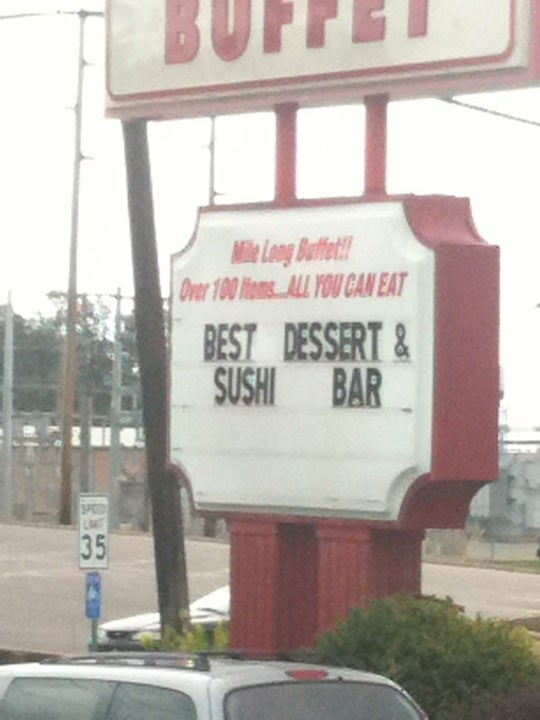 BUFFET
Mile Long Buffet!!
Over 100 Items...ALL YOU CAN EAT
BEST DESSERT &
SUSHI BAR
SPEED
LIMIT
35